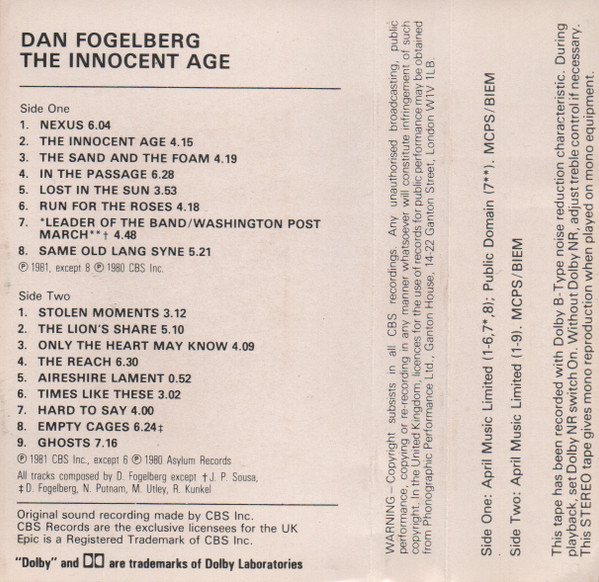 DAN FOGELBERG
THE INNOCENT AGE
Side One
1. NEXUS 6.04
2. THE INNOCENT AGE 4.15
3. THE SAND AND THE FOAM 4.19
4. IN THE PASSAGE 6.28
5. LOST IN THE SUN 3.53
6. RUN FOR THE ROSES 4.18
7. *LEADER OF THE BAND/WASHINGTON POST
MARCH**† 4.48
8. SAME OLD LANG SYNE 5.21
℗ 1981, except 8 ℗ 1980 CBS Inc.
Side Two
1. STOLEN MOMENTS 3.12
2. THE LION'S SHARE 5.10
3. ONLY THE HEART MAY KNOW 4.09
4. THE REACH 6.30
5. AIRESHIRE LAMENT 0.52
6. TIMES LIKE THESE 3.02
7. HARD TO SAY 4.00
8. EMPTY CAGES 6.24‡
9. GHOSTS 7.16
℗ 1981 CBS Inc., except 6 ℗ 1980 Asylum Records
All tracks composed by D. Fogelberg except † J. P. Sousa,
‡ D. Fogelberg, N. Putnam, M. Utley, R. Kunkel
Original sound recording made by CBS Inc.
CBS Records are the exclusive licensees for the UK
Epic is a Registered Trademark of CBS Inc.
"Dolby" and are trademarks of Dolby Laboratories
WARNING – Copyright subsists in all CBS recordings. Any unauthorised broadcasting, public
performance, copying or re-recording in any manner whatsoever will constitute infringement of such
copyright. In the United Kingdom, licences for the use of records for public performance may be obtained
from Phonographic Performance Ltd., Ganton House, 14-22 Ganton Street, London W1V 1LB.
Side One: April Music Limited (1-6,7*,8); Public Domain (7**). MCPS/BIEM
Side Two: April Music Limited (1-9). MCPS/BIEM
This tape has been recorded with Dolby B-Type noise reduction characteristic. During
playback, set Dolby NR switch On. Without Dolby NR, adjust treble control if necessary.
This STEREO tape gives mono reproduction when played on mono equipment.